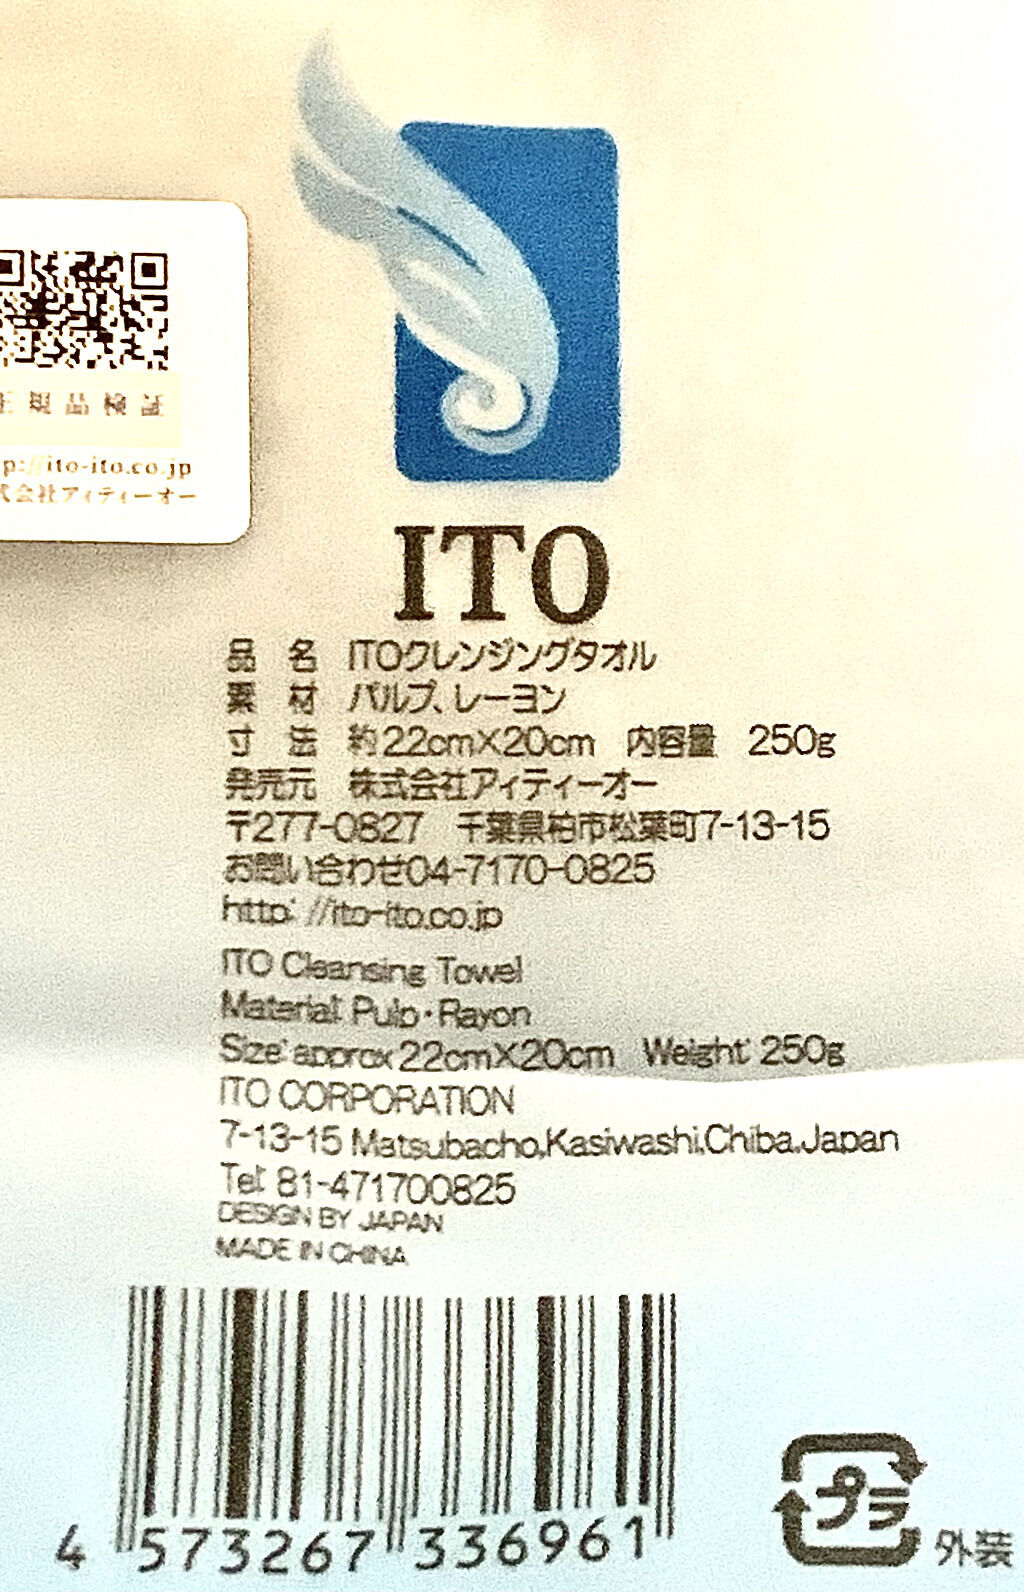 規品検証
p://ito-ito.co.jp
式会社アイティーオー
ITO
品 名 ITOクレンジングタオル
素 材 パルプ、レーヨン
寸 法 約22cm×20cm 内容量 250g
発売元 株式会社アイティーオー
〒277-0827 千葉県柏市松葉町7-13-15
お問い合わせ04-7170-0825
http://ito-ito.co.jp
ITO Cleansing Towel
Material: Pulp・Rayon
Size: approx 22cm×20cm Weight: 250g
ITO CORPORATION
7-13-15 Matsubacho,Kasiwashi,Chiba,Japan
Tel: 81-471700825
DESIGN BY JAPAN
MADE IN CHINA
4 573267 336961
プラ
外装